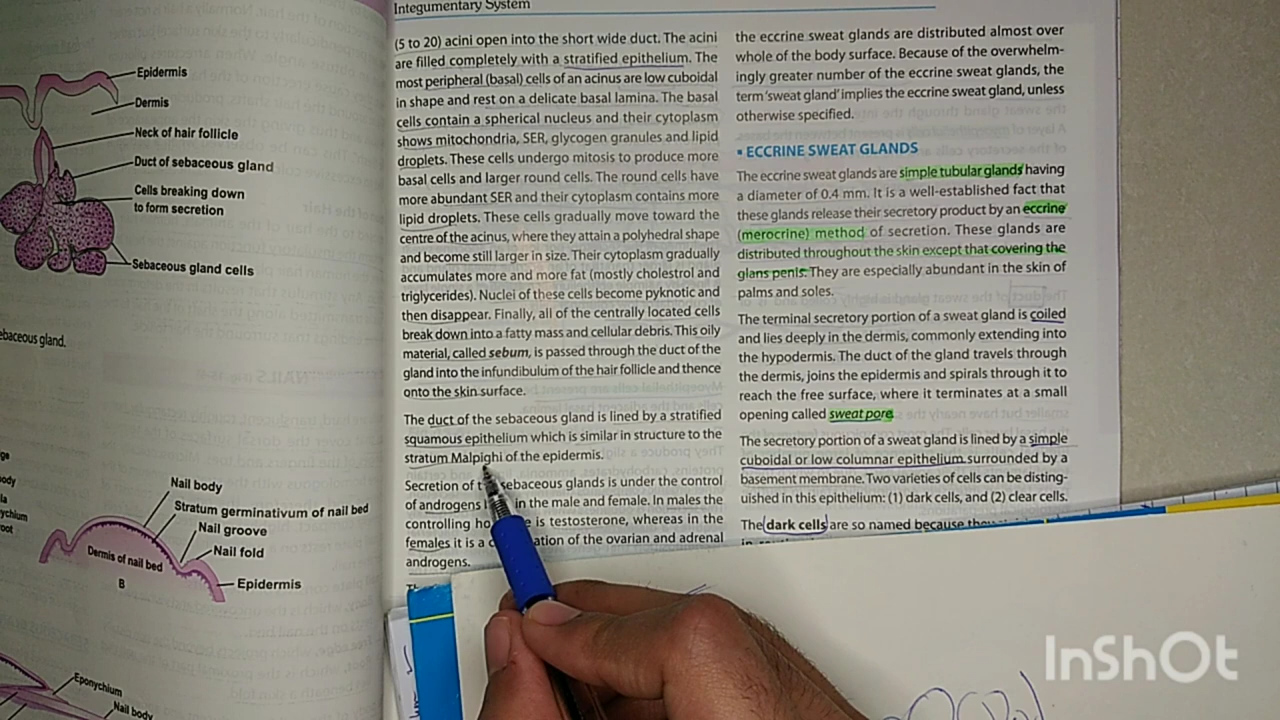 Integumentary System
Epidermis
Dermis
Neck of hair follicle
Duct of sebaceous gland
Cells breaking down
to form secretion
Sebaceous gland cells
ebaceous gland.
Nail body
Stratum germinativum of nail bed
Nail groove
Nail fold
Dermis of nail bed
Epidermis
B
Eponychium
Nail body
(5 to 20) acini open into the short wide duct. The acini
are filled completely with a stratified epithelium. The
most peripheral (basal) cells of an acinus are low cuboidal
in shape and rest on a delicate basal lamina. The basal
cells contain a spherical nucleus and their cytoplasm
shows mitochondria, SER, glycogen granules and lipid
droplets. These cells undergo mitosis to produce more
basal cells and larger round cells. The round cells have
more abundant SER and their cytoplasm contains more
lipid droplets. These cells gradually move toward the
centre of the acinus, where they attain a polyhedral shape
and become still larger in size. Their cytoplasm gradually
accumulates more and more fat (mostly cholestrol and
triglycerides). Nuclei of these cells become pyknotic and
then disappear. Finally, all of the centrally located cells
break down into a fatty mass and cellular debris. This oily
material, called sebum, is passed through the duct of the
gland into the infundibulum of the hair follicle and thence
onto the skin surface.
The duct of the sebaceous gland is lined by a stratified
squamous epithelium which is similar in structure to the
stratum Malpighi of the epidermis.
Secretion of sebaceous glands is under the control
of androgens in the male and female. In males the
controlling is testosterone, whereas in the
females it is a of the ovarian and adrenal
androgens.
the eccrine sweat glands are distributed almost over
whole of the body surface. Because of the overwhelm-
ingly greater number of the eccrine sweat glands, the
term 'sweat gland' implies the eccrine sweat gland, unless
otherwise specified.
▪ ECCRINE SWEAT GLANDS
The eccrine sweat glands are simple tubular glands having
a diameter of 0.4 mm. It is a well-established fact that
these glands release their secretory product by an eccrine
(merocrine) method of secretion. These glands are
distributed throughout the skin except that covering the
glans penis. They are especially abundant in the skin of
palms and soles.
The terminal secretory portion of a sweat gland is coiled
and lies deeply in the dermis, commonly extending into
the hypodermis. The duct of the gland travels through
the dermis, joins the epidermis and spirals through it to
reach the free surface, where it terminates at a small
opening called sweat pore.
The secretory portion of a sweat gland is lined by a simple
cuboidal or low columnar epithelium surrounded by a
basement membrane. Two varieties of cells can be disting-
uished in this epithelium: (1) dark cells, and (2) clear cells.
The dark cells are so named because
InShOt